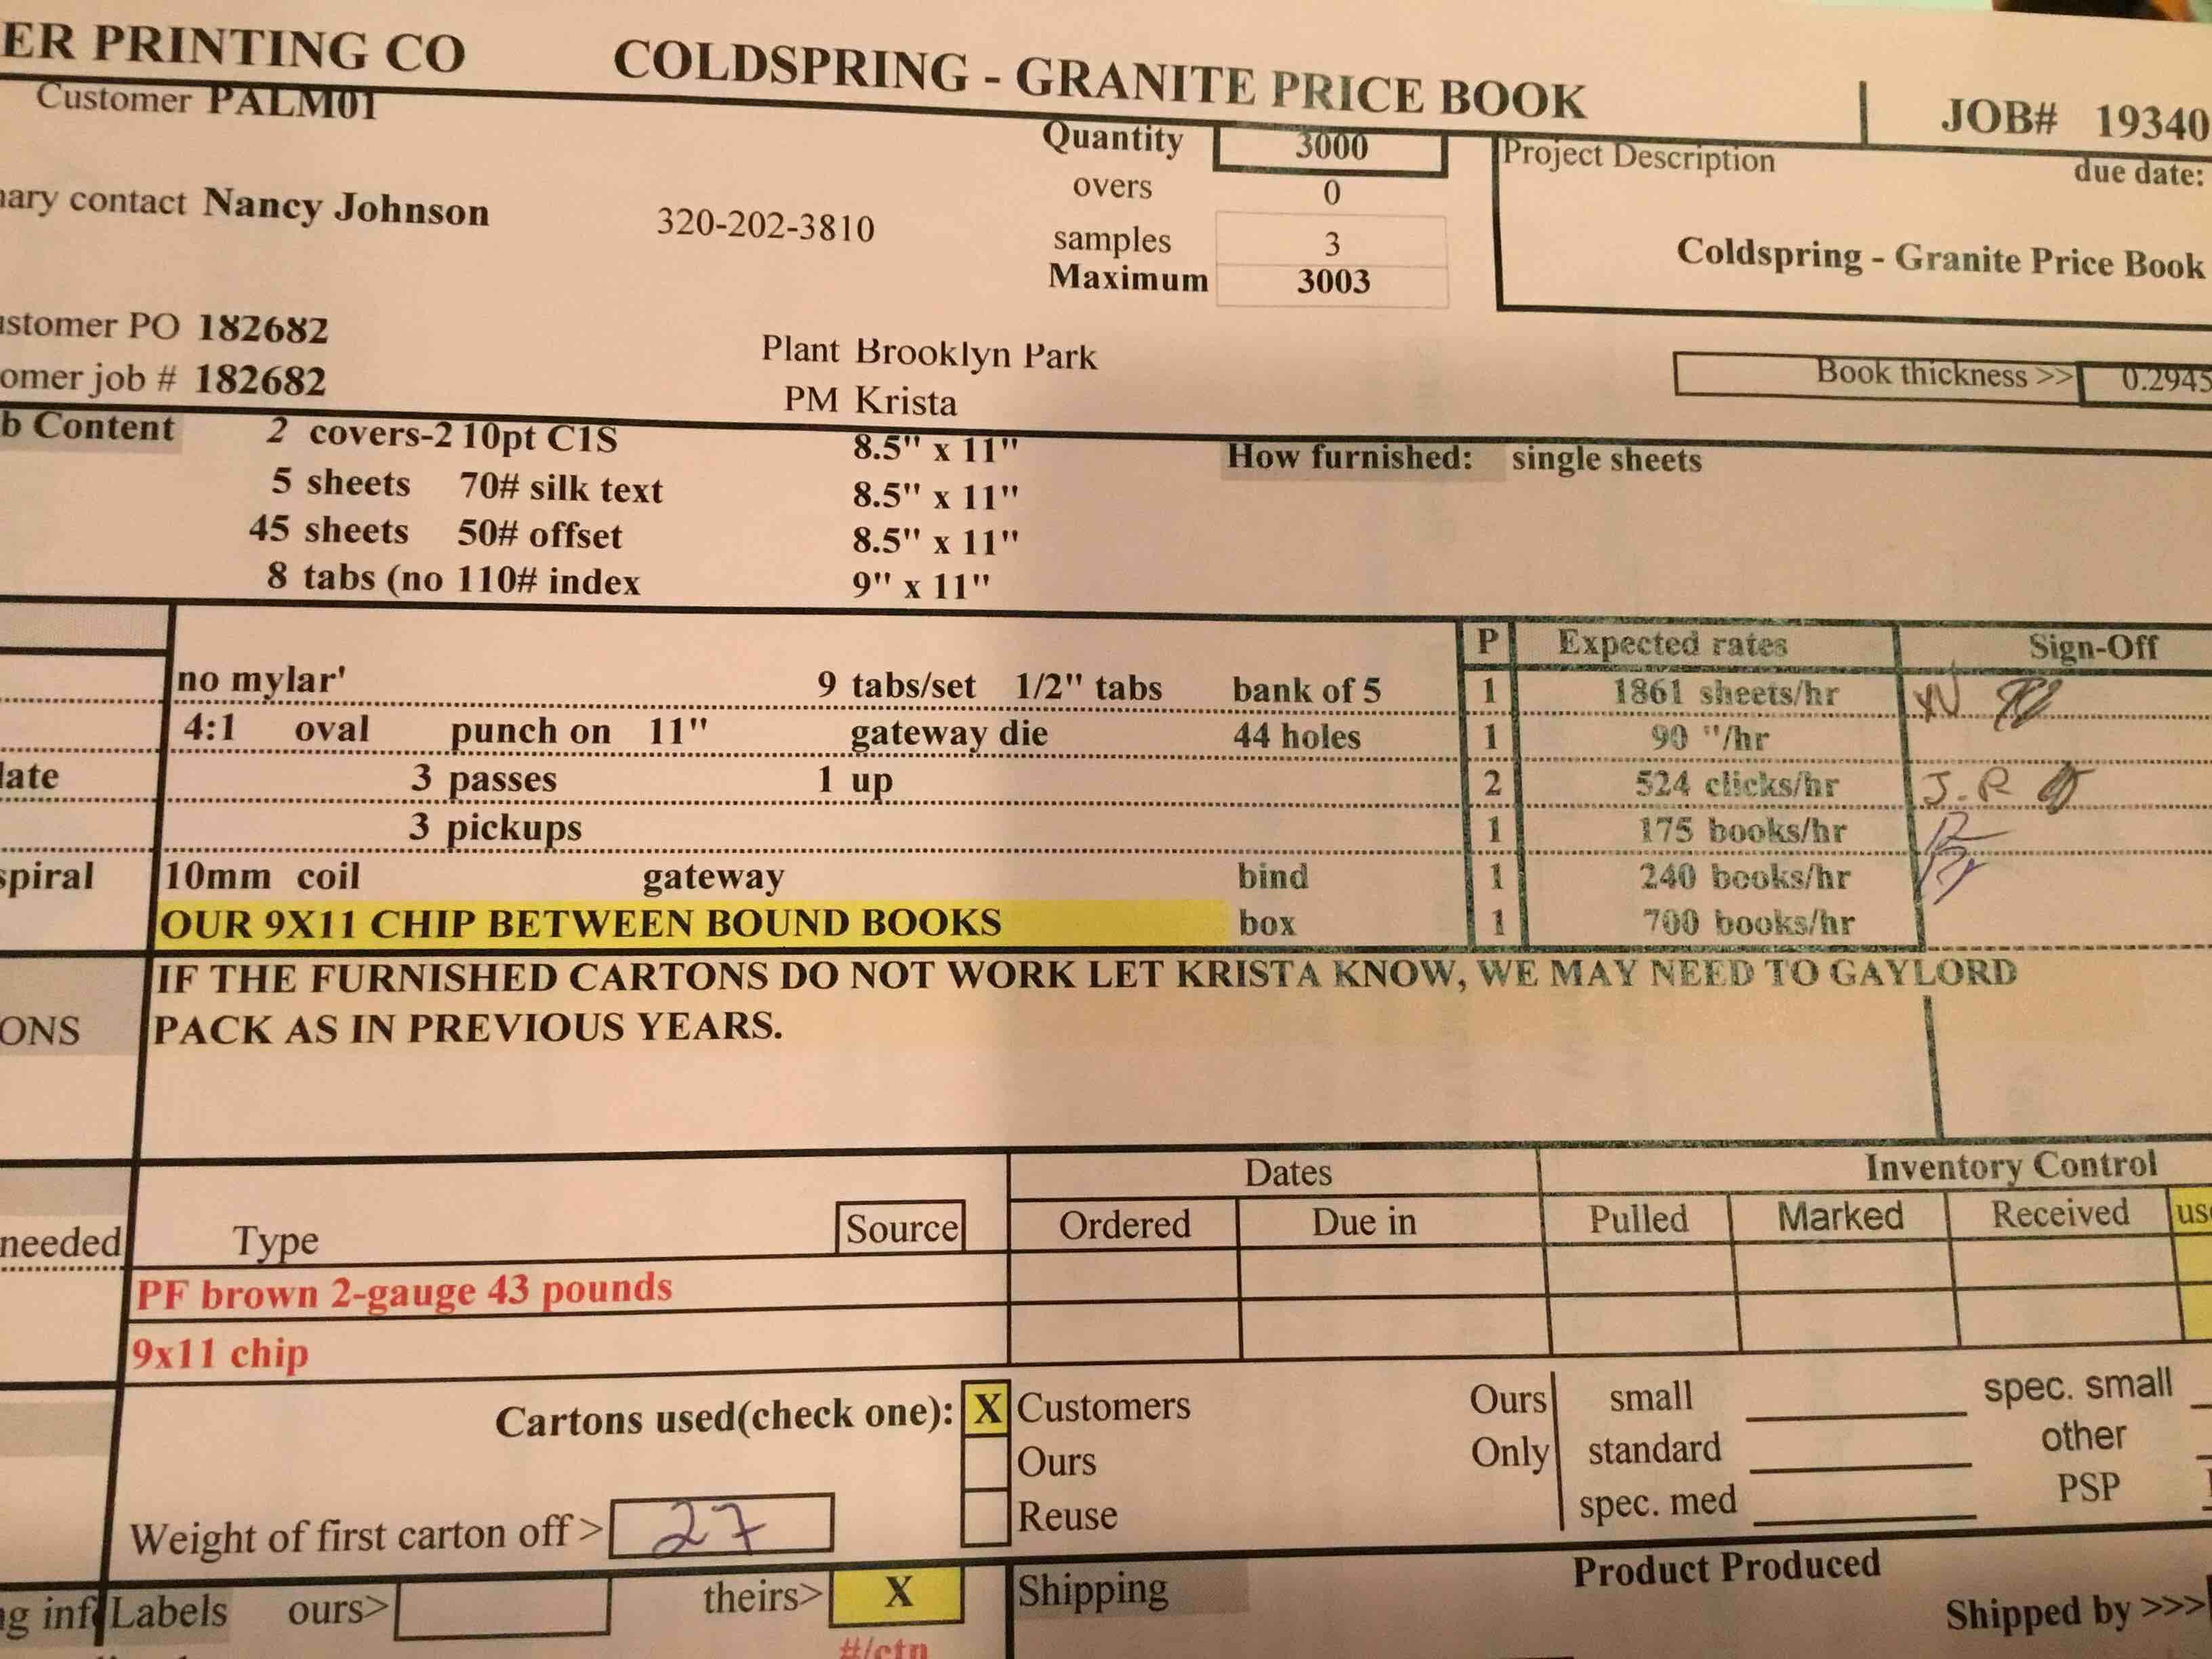 ER PRINTING CO COLDSPRING - GRANITE PRICE BOOK
JOB# 19340
Customer PALM01
Quantity 3000
Project Description
due date:
overs 0
nary contact Nancy Johnson 320-202-3810
samples 3
Maximum 3003
Coldspring - Granite Price Book
ustomer PO 182682
omer job # 182682
Plant Brooklyn Park
PM Krista
Book thickness >> 0.2945
b Content 2 covers-2 10pt C1S 8.5" x 11" How furnished: single sheets
5 sheets 70# silk text 8.5" x 11"
45 sheets 50# offset 8.5" x 11"
8 tabs (no 110# index 9" x 11"
P Expected rates Sign-Off
no mylar' 9 tabs/set 1/2" tabs bank of 5 1 1861 sheets/hr
4:1 oval punch on 11" gateway die 44 holes 1 90 "/hr
late 3 passes 1 up 2 524 clicks/hr J.R
3 pickups 1 175 books/hr
spiral 10mm coil gateway bind 1 240 books/hr
OUR 9X11 CHIP BETWEEN BOUND BOOKS box 1 700 books/hr
IF THE FURNISHED CARTONS DO NOT WORK LET KRISTA KNOW, WE MAY NEED TO GAYLORD
ONS PACK AS IN PREVIOUS YEARS.
Dates Inventory Control
needed Type Source Ordered Due in Pulled Marked Received us
PF brown 2-gauge 43 pounds
9x11 chip
Cartons used(check one): X Customers Ours small spec. small
Ours Only standard other
Weight of first carton off > 27 Reuse spec. med PSP
Product Produced
g inf Labels ours> theirs> X Shipping Shipped by >>>
#/ctn